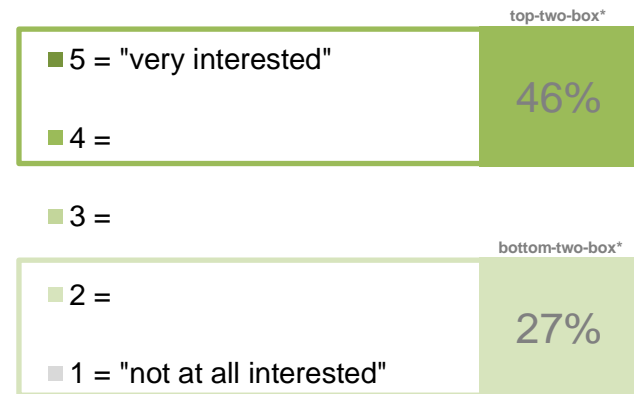 top-two-box*
5 = "very interested"
46%
4 =
3 =
bottom-two-box*
2 =
27%
1 = "not at all interested"